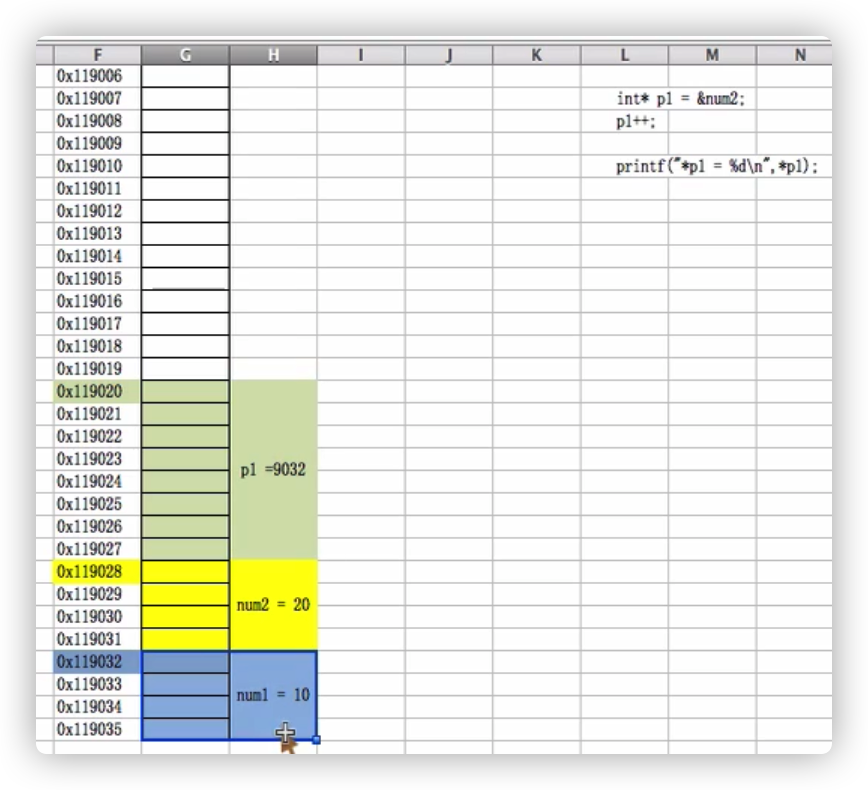 F G H I J K L M N
0x119006
0x119007 int* p1 = &num2;
0x119008 p1++;
0x119009
0x119010 printf("*p1 = %d\n",*p1);
0x119011
0x119012
0x119013
0x119014
0x119015
0x119016
0x119017
0x119018
0x119019
0x119020
0x119021
0x119022
0x119023 p1 =9032
0x119024
0x119025
0x119026
0x119027
0x119028
0x119029 num2 = 20
0x119030
0x119031
0x119032
0x119033 num1 = 10
0x119034
0x119035